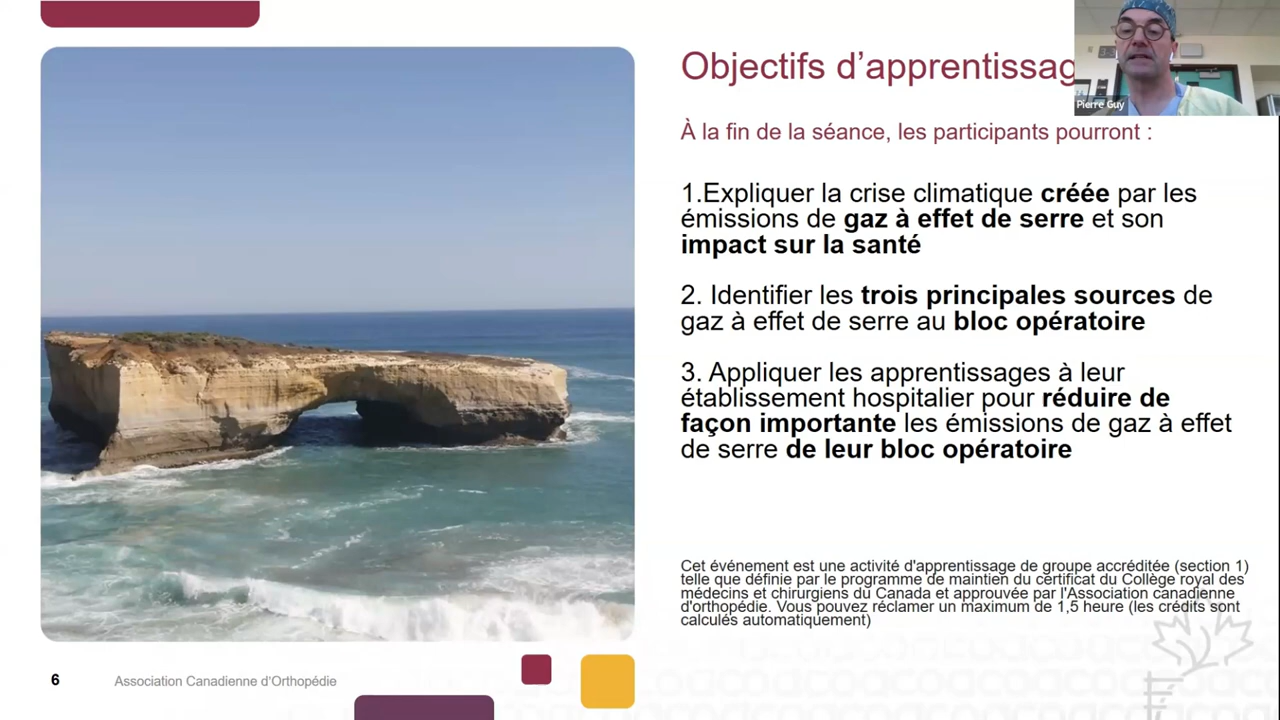 Objectifs d’apprentissag
Pierre Guy
À la fin de la séance, les participants pourront :
1.Expliquer la crise climatique créée par les
émissions de gaz à effet de serre et son
impact sur la santé
2. Identifier les trois principales sources de
gaz à effet de serre au bloc opératoire
3. Appliquer les apprentissages à leur
établissement hospitalier pour réduire de
façon importante les émissions de gaz à effet
de serre de leur bloc opératoire
Cet événement est une activité d'apprentissage de groupe accréditée (section 1)
telle que définie par le programme de maintien du certificat du Collège royal des
médecins et chirurgiens du Canada et approuvée par l'Association canadienne
d'orthopédie. Vous pouvez réclamer un maximum de 1,5 heure (les crédits sont
calculés automatiquement)
6
Association Canadienne d’Orthopédie